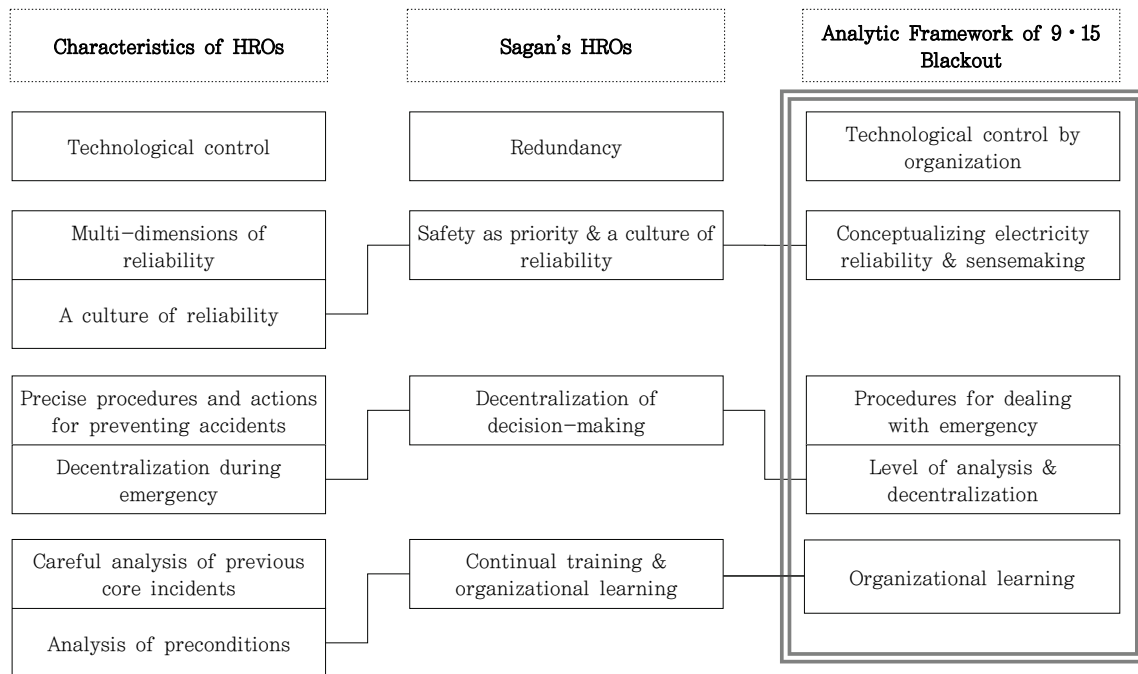 Characteristics of HROs
Sagan's HROs
Analytic Framework of 9·15
Blackout
Technological control
Redundancy
Technological control by
organization
Multi-dimensions of
reliability
Safety as priority & a culture of
reliability
Conceptualizing electricity
reliability & sensemaking
A culture of reliability
Precise procedures and actions
for preventing accidents
Decentralization of
decision-making
Procedures for dealing
with emergency
Decentralization during
emergency
Level of analysis &
decentralization
Careful analysis of previous
core incidents
Continual training &
organizational learning
Organizational learning
Analysis of preconditions